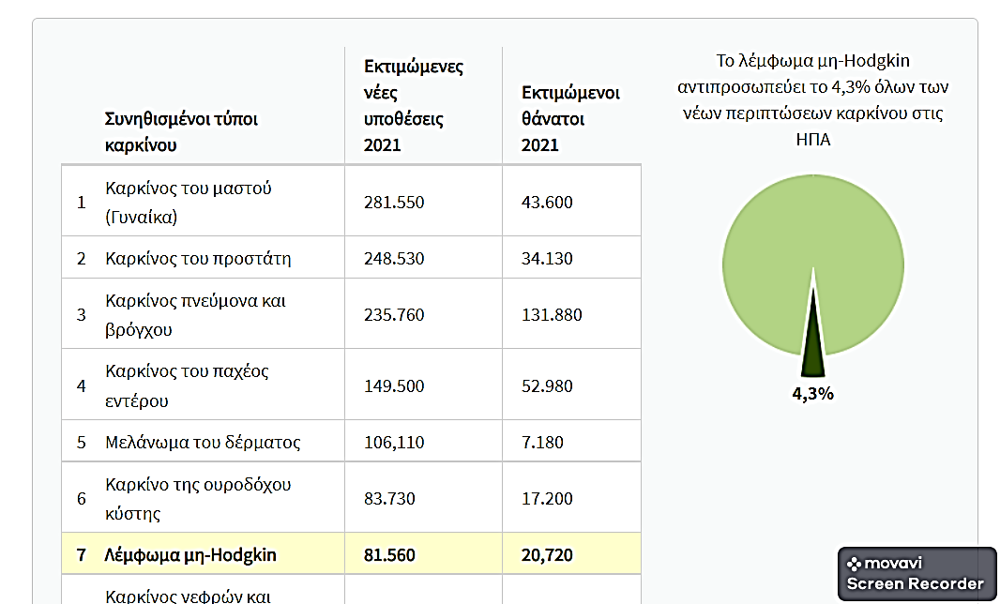 Συνηθισμένοι τύποι
καρκίνου
Εκτιμώμενες
νέες
υποθέσεις
2021
Εκτιμώμενοι
θάνατοι
2021
1 Καρκίνος του μαστού
(Γυναίκα) 281.550 43.600
2 Καρκίνος του προστάτη 248.530 34.130
3 Καρκίνος πνεύμονα και
βρόγχου 235.760 131.880
4 Καρκίνος του παχέος
εντέρου 149.500 52.980
5 Μελάνωμα του δέρματος 106,110 7.180
6 Καρκίνο της ουροδόχου
κύστης 83.730 17.200
7 Λέμφωμα μη-Hodgkin 81.560 20,720
Καρκίνος νεφρών και
Το λέμφωμα μη-Hodgkin
αντιπροσωπεύει το 4,3% όλων των
νέων περιπτώσεων καρκίνου στις
ΗΠΑ
4,3%
movavi
Screen Recorder